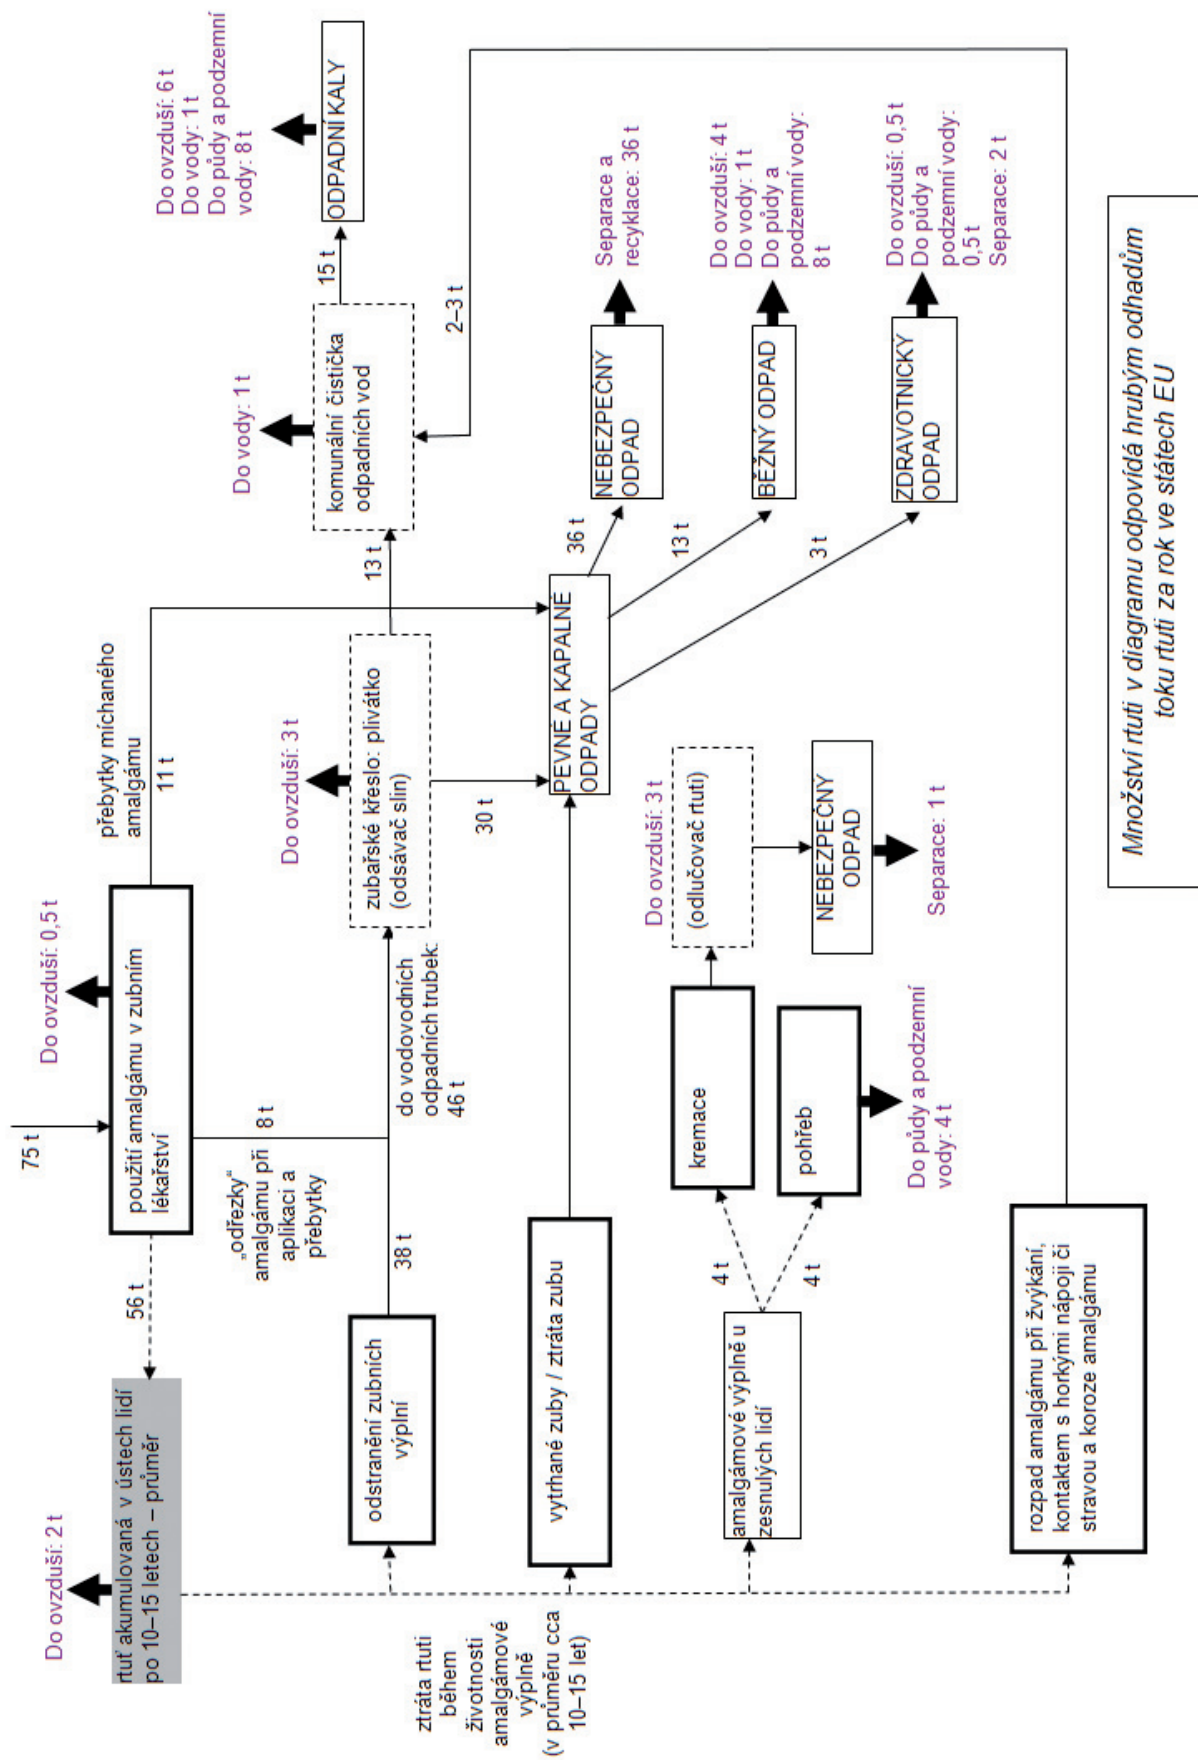 75 t
Do ovzduší: 2 t
rtuť akumulovaná v ústech lidí
po 10–15 letech – průměr
56 t
použití amalgámu v zubním
lékařství
Do ovzduší: 0,5 t
přebytky míchaného
amalgámu
11 t
„odřezky“
amalgámu při
aplikaci a
přebytky
8 t
ztráta rtuti
během
životnosti
amalgámové
výplně
(v průměru cca
10–15 let)
odstranění zubních
výplní
38 t
do vodovodních
odpadních trubek:
46 t
Do ovzduší: 3 t
zubařské křeslo: plivátko
(odsávač slin)
13 t
30 t
Do vody: 1 t
komunální čistička
odpadních vod
15 t
2–3 t
Do ovzduší: 6 t
Do vody: 1 t
Do půdy a podzemní
vody: 8 t
ODPADNÍ KALY
vytrhané zuby / ztráta zubu
PEVNÉ A KAPALNÉ
ODPADY
36 t
13 t
3 t
NEBEZPEČNÝ
ODPAD
Separace a
recyklace: 36 t
BĚŽNÝ ODPAD
Do ovzduší: 4 t
Do vody: 1 t
Do půdy a
podzemní vody:
8 t
ZDRAVOTNICKÝ
ODPAD
Do ovzduší: 0,5 t
Do půdy a
podzemní vody:
0,5 t
Separace: 2 t
amalgámové výplně u
zesnulých lidí
4 t
4 t
kremace
Do ovzduší: 3 t
(odlučovač rtuti)
NEBEZPEČNÝ
ODPAD
Separace: 1 t
pohřeb
Do půdy a podzemní
vody: 4 t
rozpad amalgámu při žvýkání,
kontaktem s horkými nápoji či
stravou a koroze amalgámu
Množství rtuti v diagramu odpovídá hrubým odhadům
toku rtuti za rok ve státech EU